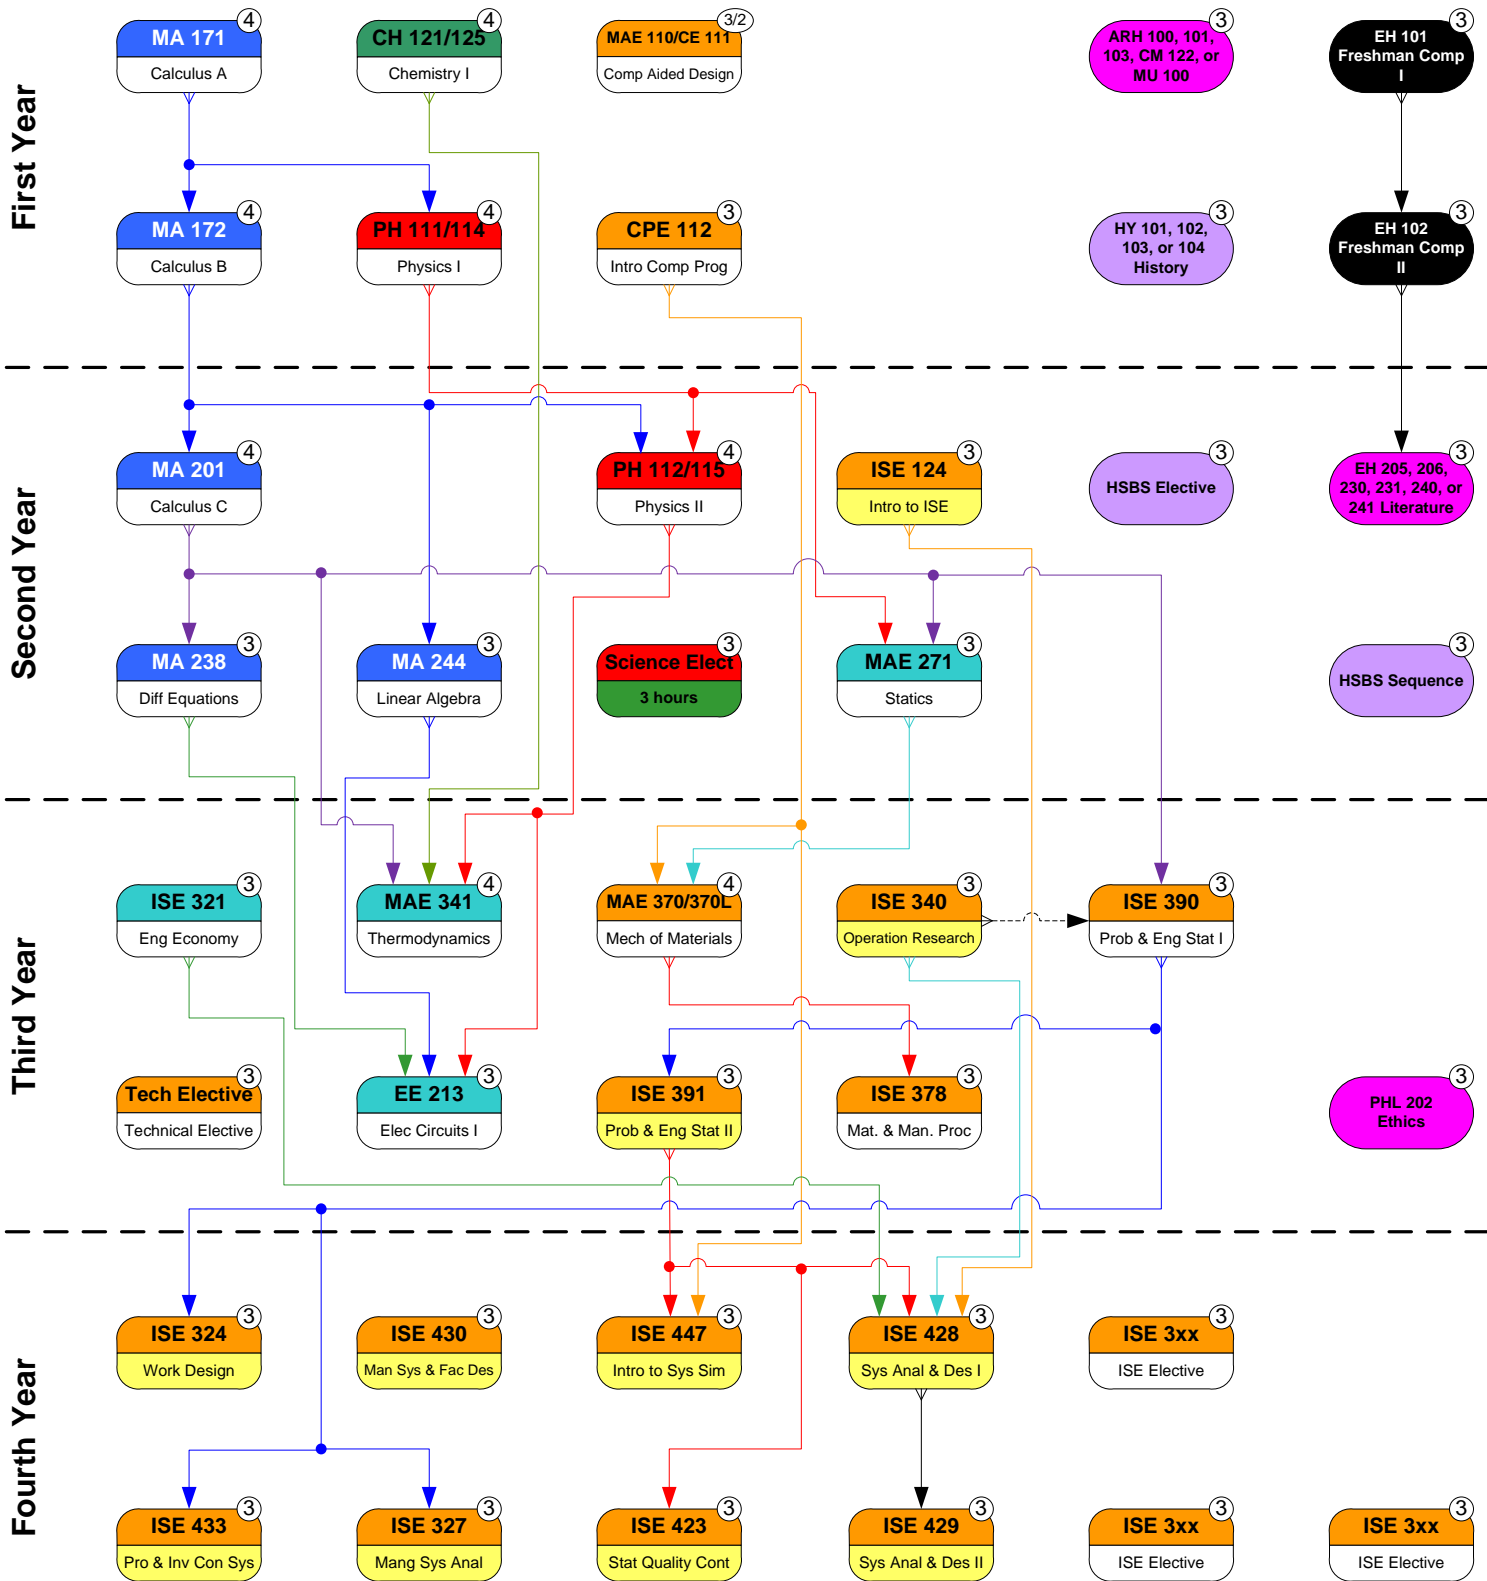 First Year
4
MA 171
Calculus A
4
CH 121/125
Chemistry I
3/2
MAE 110/CE 111
Comp Aided Design
3
ARH 100, 101,
103, CM 122, or
MU 100
3
EH 101
Freshman Comp
I
4
MA 172
Calculus B
4
PH 111/114
Physics I
3
CPE 112
Intro Comp Prog
3
HY 101, 102,
103, or 104
History
3
EH 102
Freshman Comp
II
Second Year
4
MA 201
Calculus C
4
PH 112/115
Physics II
3
ISE 124
Intro to ISE
3
HSBS Elective
3
EH 205, 206,
230, 231, 240, or
241 Literature
3
MA 238
Diff Equations
3
MA 244
Linear Algebra
3
Science Elect
3 hours
3
MAE 271
Statics
3
HSBS Sequence
Third Year
3
ISE 321
Eng Economy
4
MAE 341
Thermodynamics
4
MAE 370/370L
Mech of Materials
3
ISE 340
Operation Research
3
ISE 390
Prob & Eng Stat I
3
Tech Elective
Technical Elective
3
EE 213
Elec Circuits I
3
ISE 391
Prob & Eng Stat II
3
ISE 378
Mat. & Man. Proc
3
PHL 202
Ethics
Fourth Year
3
ISE 324
Work Design
3
ISE 430
Man Sys & Fac Des
3
ISE 447
Intro to Sys Sim
3
ISE 428
Sys Anal & Des I
3
ISE 3xx
ISE Elective
3
ISE 433
Pro & Inv Con Sys
3
ISE 327
Mang Sys Anal
3
ISE 423
Stat Quality Cont
3
ISE 429
Sys Anal & Des II
3
ISE 3xx
ISE Elective
3
ISE 3xx
ISE Elective